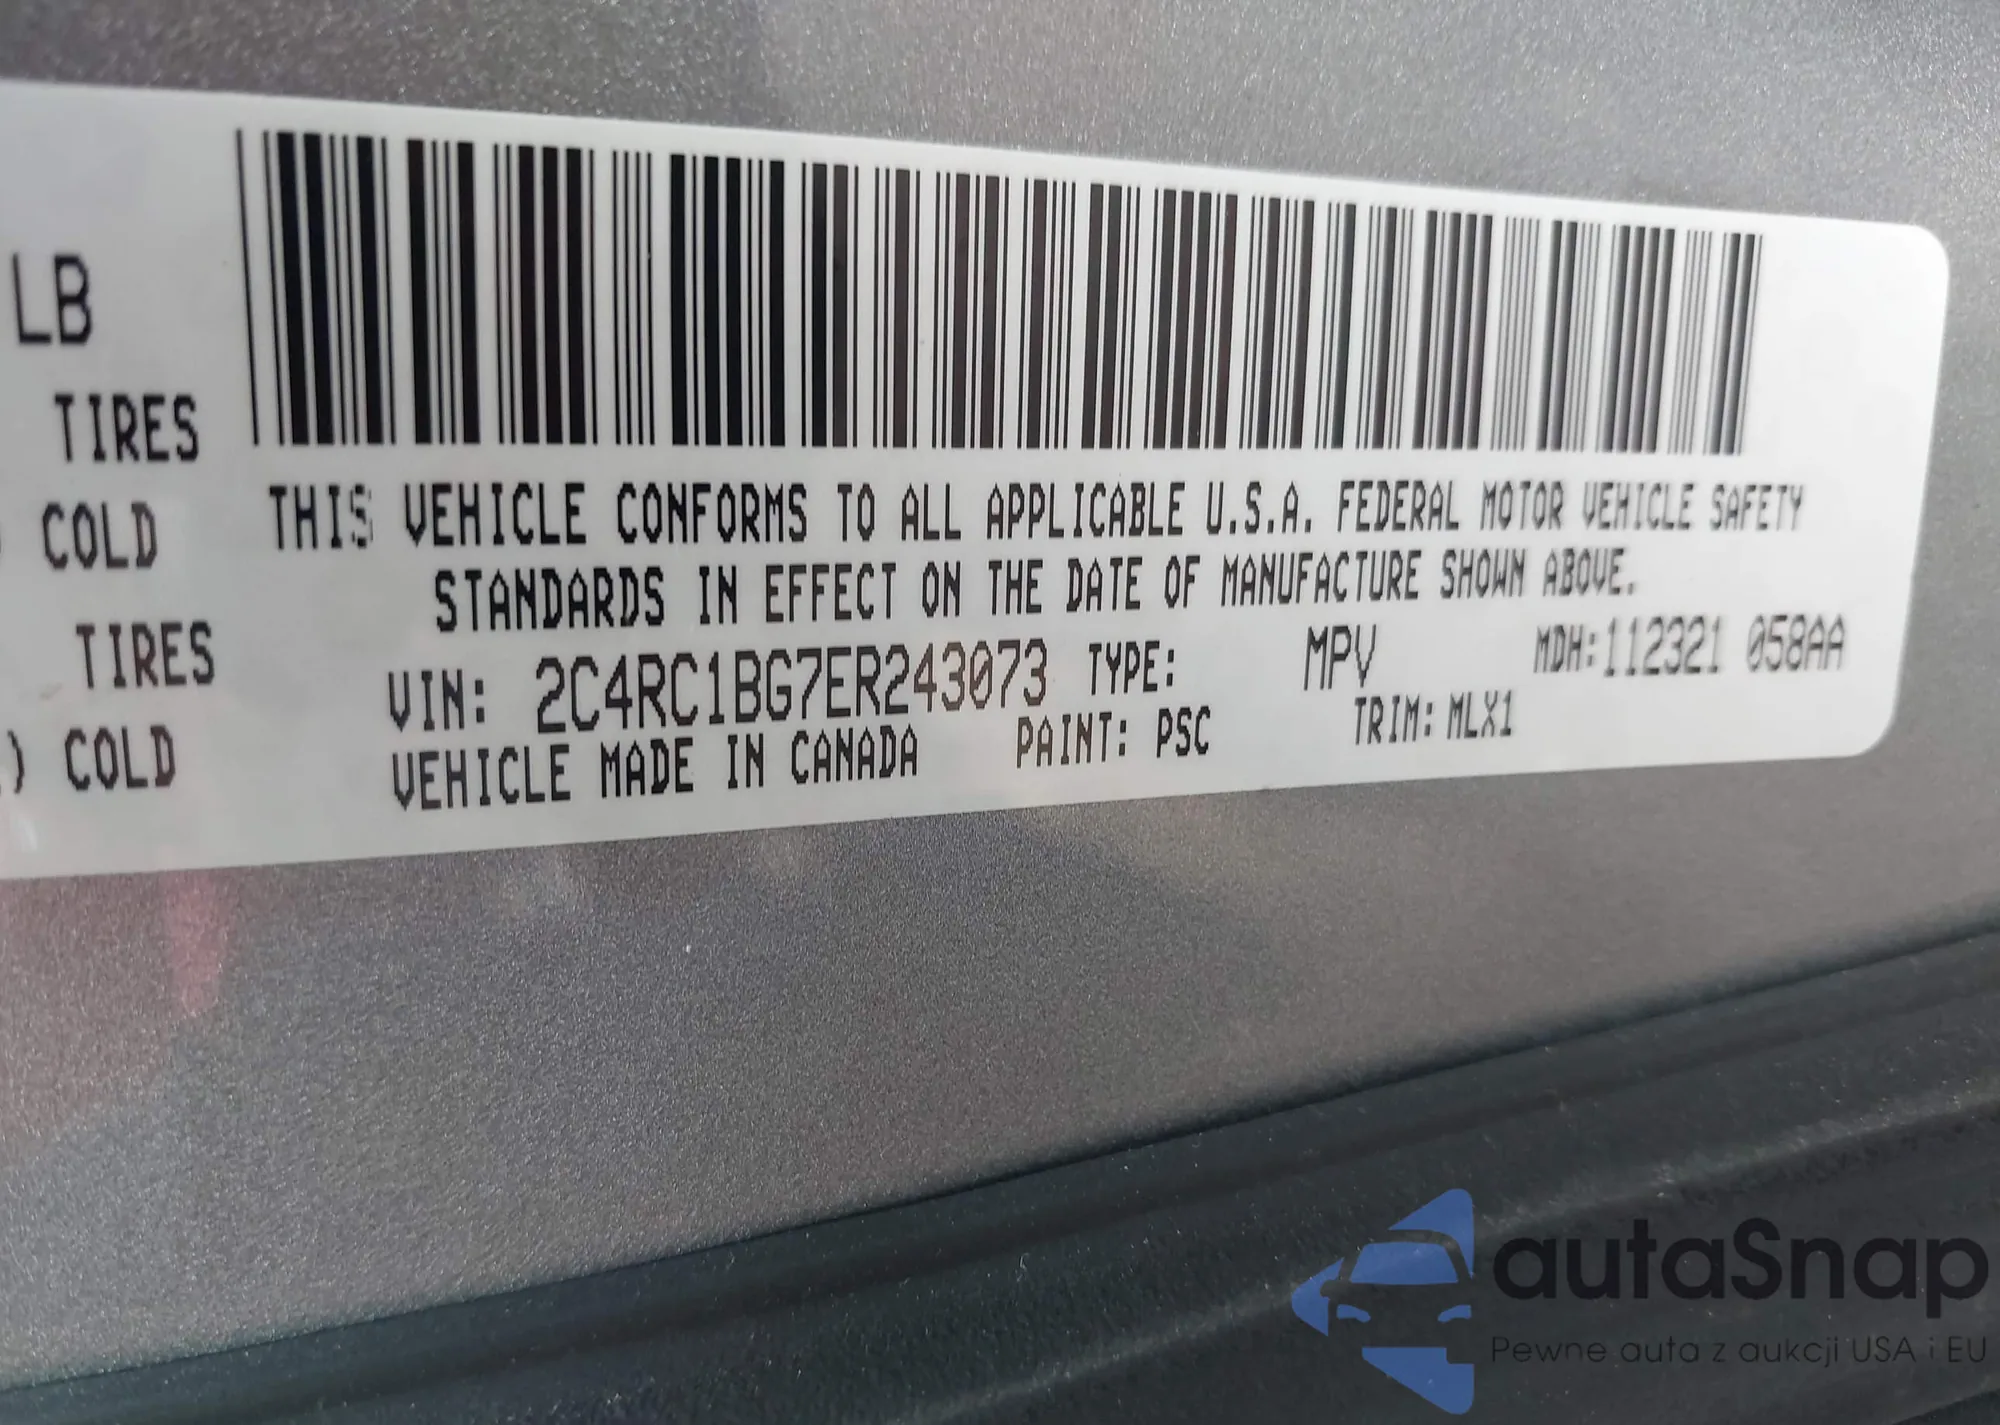 LB
TIRES
COLD
TIRES
) COLD
THIS VEHICLE CONFORMS TO ALL APPLICABLE U.S.A. FEDERAL MOTOR VEHICLE SAFETY
STANDARDS IN EFFECT ON THE DATE OF MANUFACTURE SHOWN ABOVE.
VIN: 2C4RC1BG7ER243073 TYPE: MPV MDH:112321 058AA
VEHICLE MADE IN CANADA PAINT: PSC TRIM: MLX1
autaSnap
Pewne auta z aukcji USA i EU